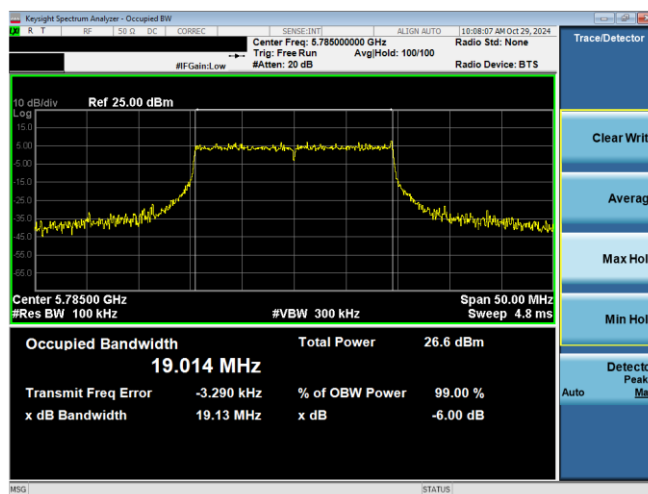 Keysight Spectrum Analyzer - Occupied BW
R T RF 50 Ω DC CORREC SENSE:INT ALIGN AUTO 10:08:07 AM Oct 29, 2024
Center Freq: 5.785000000 GHz Radio Std: None
Trig: Free Run Avg|Hold: 100/100
#IFGain:Low #Atten: 20 dB Radio Device: BTS
Trace/Detector
10 dB/div Ref 25.00 dBm
Log
15.0
5.00
-5.00
-15.0
-25.0
-35.0
-45.0
-55.0
-65.0
Center 5.78500 GHz Span 50.00 MHz
#Res BW 100 kHz #VBW 300 kHz Sweep 4.8 ms
Occupied Bandwidth Total Power 26.6 dBm
19.014 MHz
Transmit Freq Error -3.290 kHz % of OBW Power 99.00 %
x dB Bandwidth 19.13 MHz x dB -6.00 dB
Clear Writ
Averag
Max Hol
Min Hol
Detecto
Peak
Auto Ma
MSG STATUS